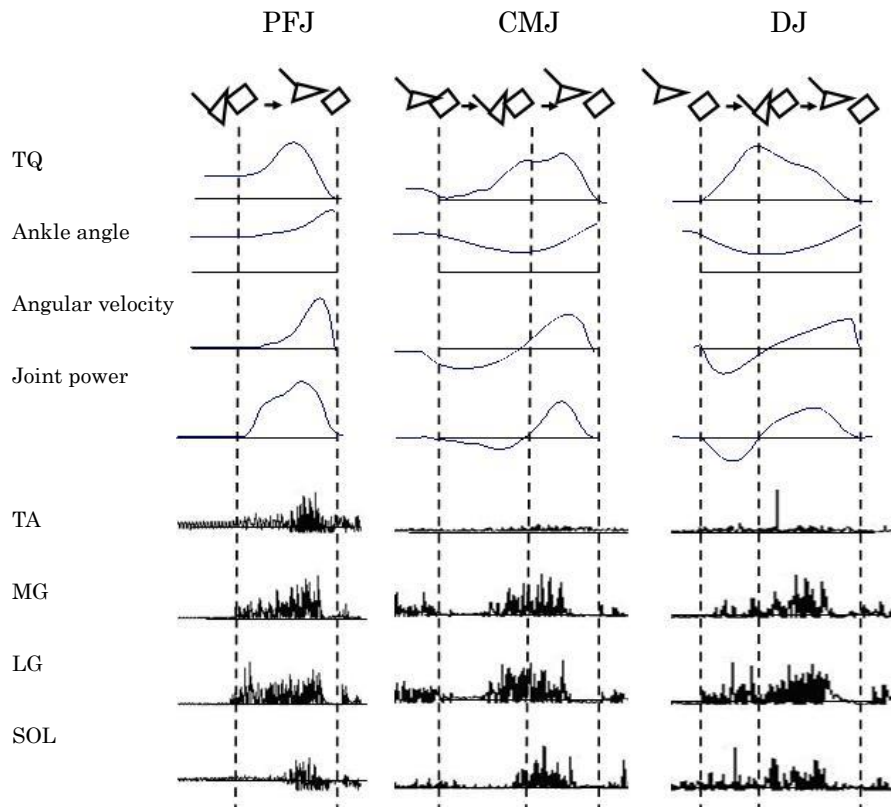 PFJ CMJ DJ
TQ
Ankle angle
Angular velocity
Joint power
TA
MG
LG
SOL